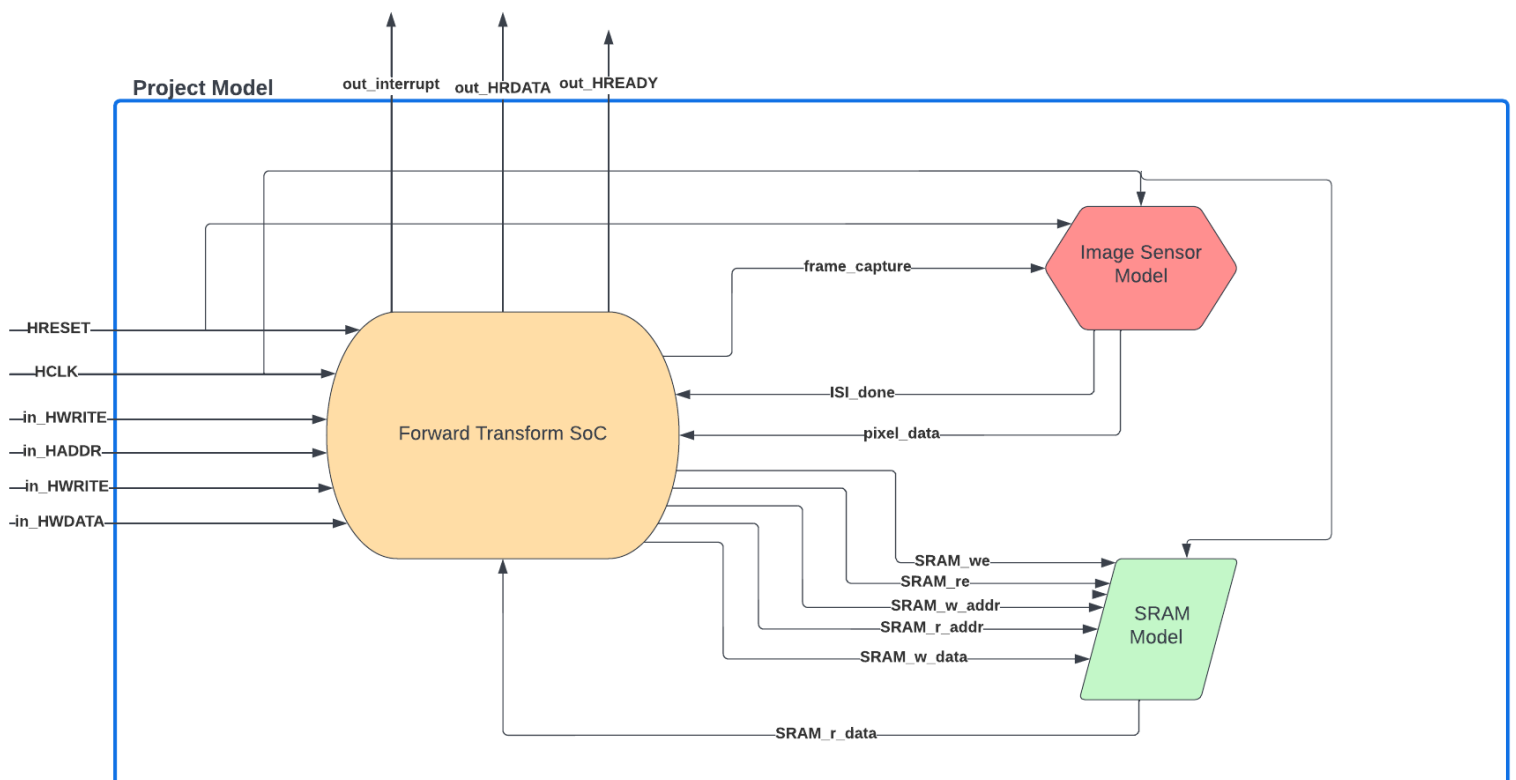 Project Model
out_interrupt
out_HRDATA
out_HREADY
Image Sensor
Model
frame_capture
HRESET
HCLK
ISI_done
in_HWRITE
Forward Transform SoC
pixel_data
in_HADDR
in_HWRITE
in_HWDATA
SRAM_we
SRAM_re
SRAM_w_addr
SRAM_r_addr
SRAM
Model
SRAM_w_data
SRAM_r_data